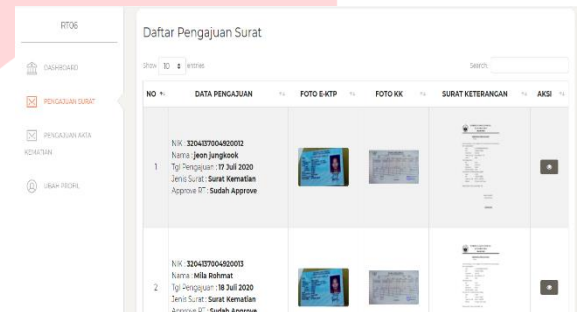 RT06
DASHBOARD
PENGAJUAN SURAT
PENGAJUAN AKTA
KEMATIAN
UBAH PROFIL
Daftar Pengajuan Surat
Show 10 entries
Search:
NO DATA PENGAJUAN FOTO E-KTP FOTO KK SURAT KETERANGAN AKSI
1
NIK : 3204137004920012
Nama : Jeon jungkook
Tgl Pengajuan : 17 Juli 2020
Jenis Surat : Surat Kematian
Approve RT : Sudah Approve
2
NIK : 3204137004920013
Nama : Mila Rohmat
Tgl Pengajuan : 18 Juli 2020
Jenis Surat : Surat Kematian
Approve RT : Sudah Approve